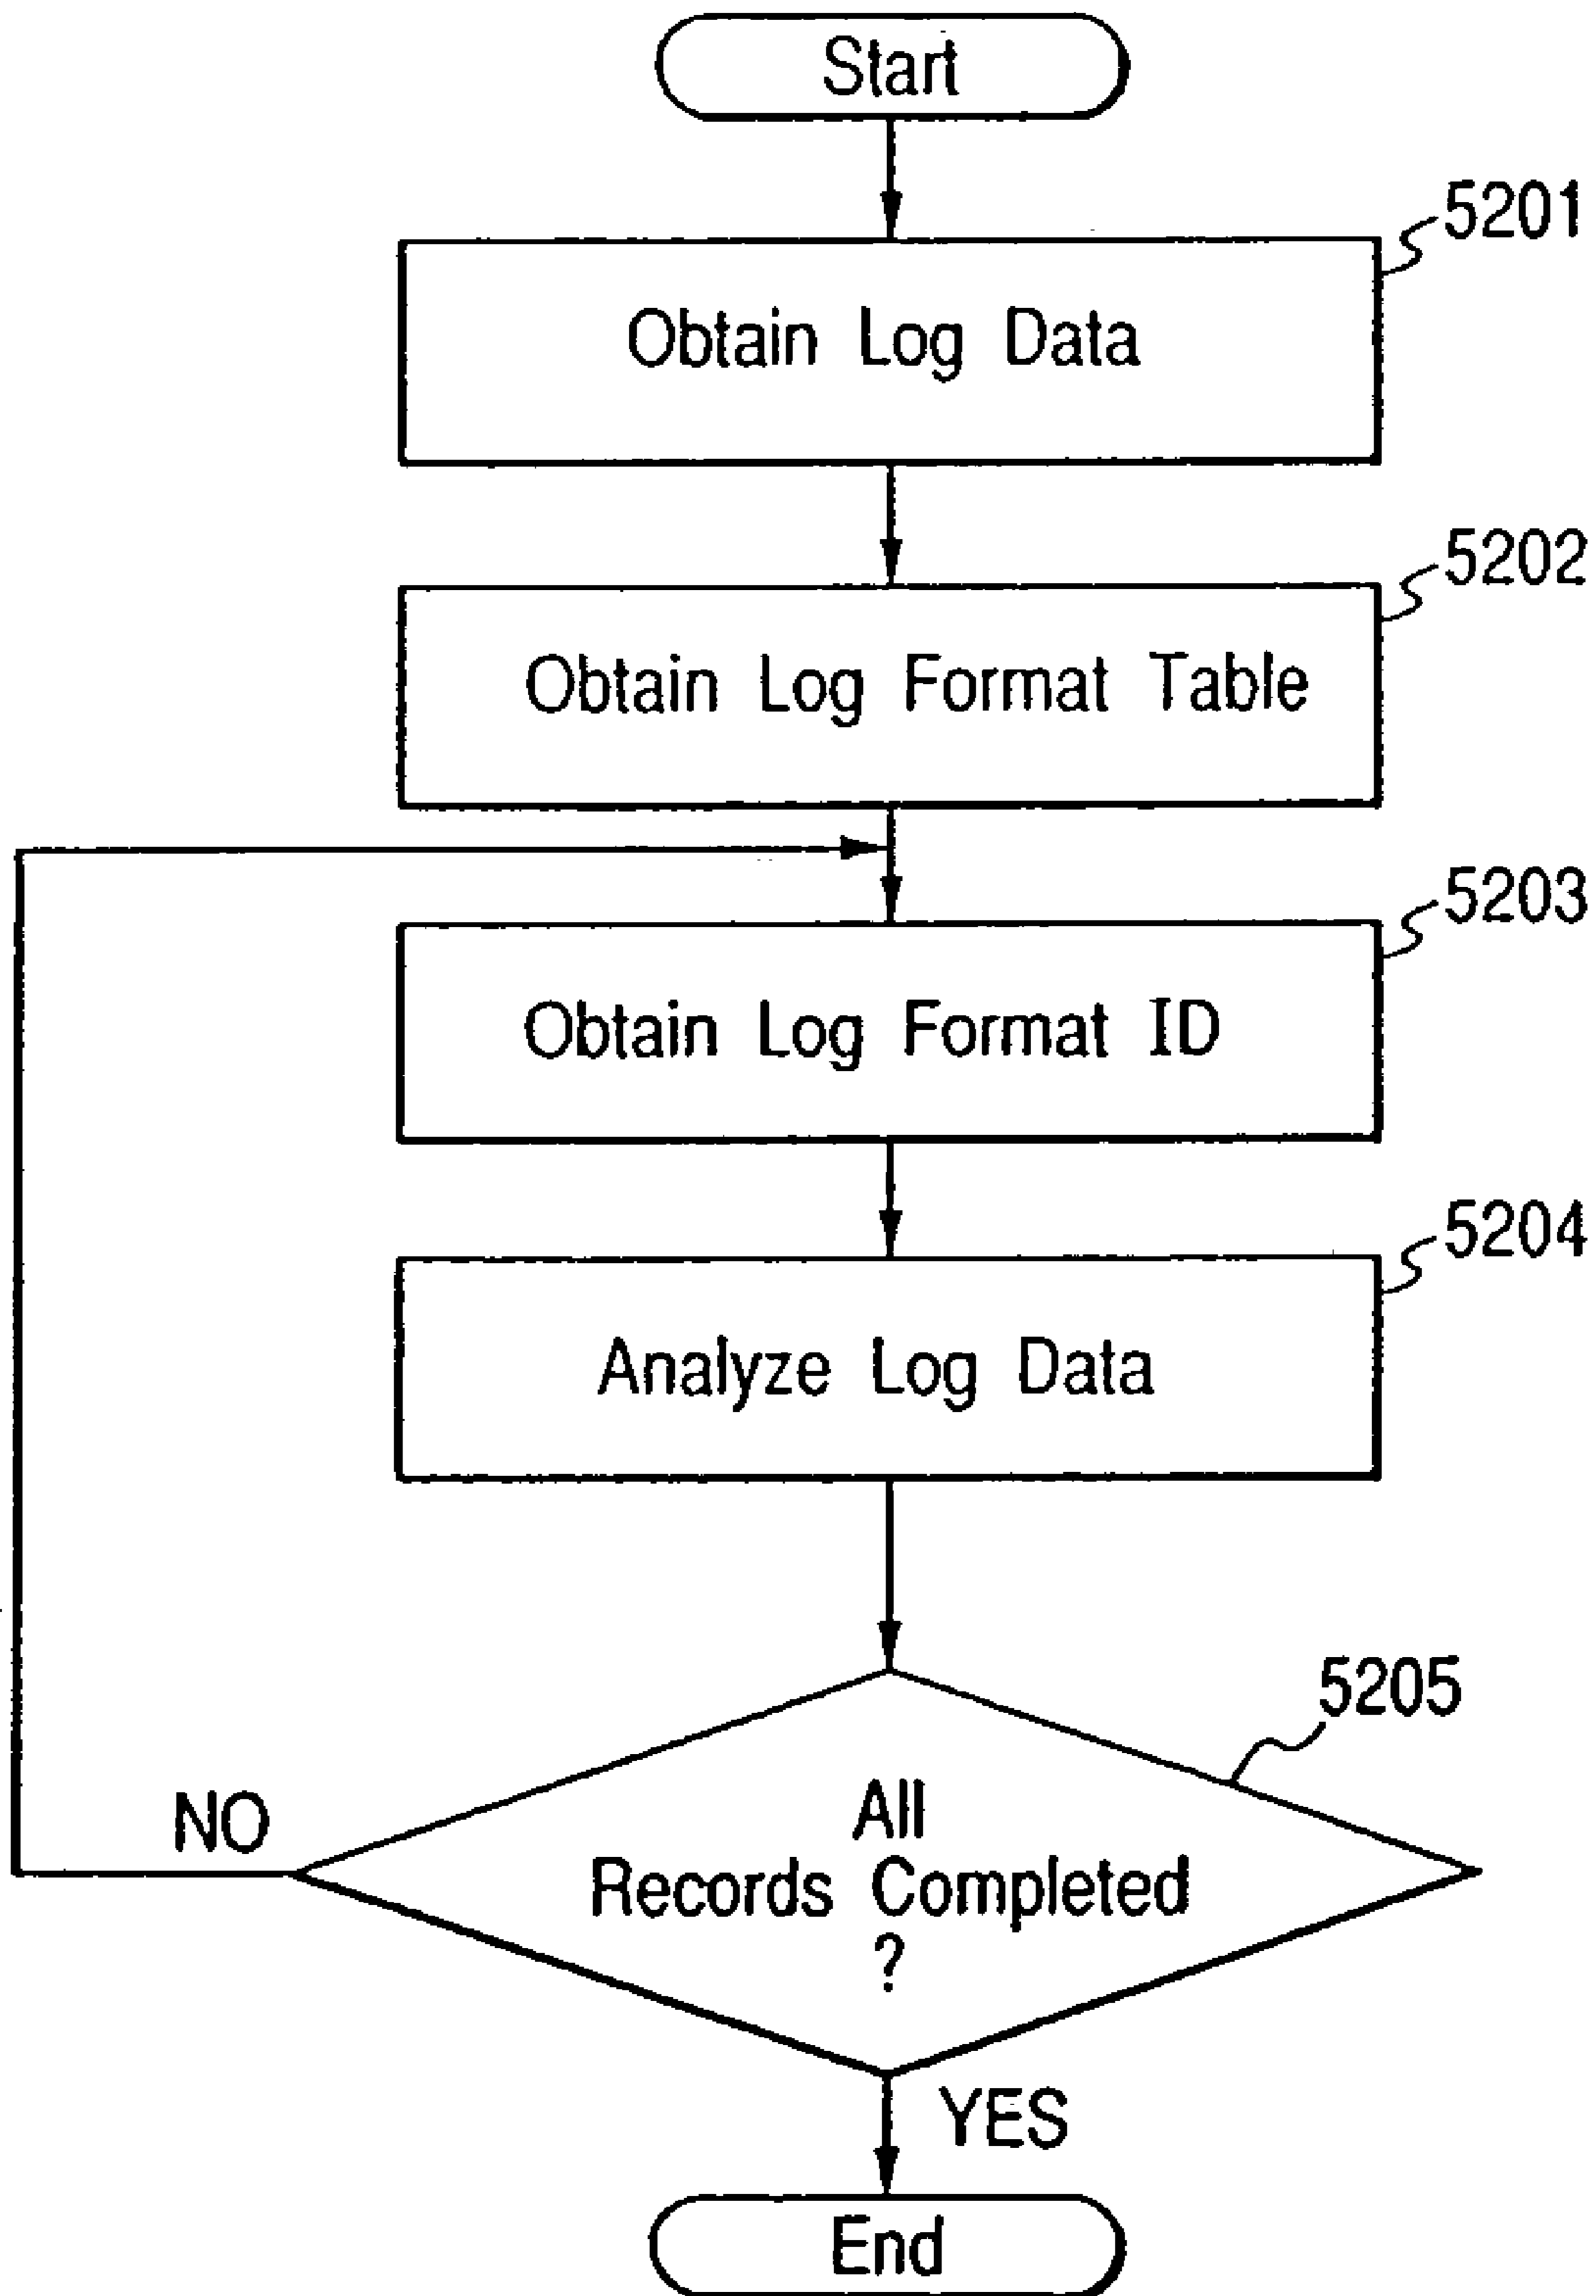 Start
5201
Obtain Log Data
5202
Obtain Log Format Table
5203
Obtain Log Format ID
5204
Analyze Log Data
5205
All
Records Completed
?
NO
YES
End